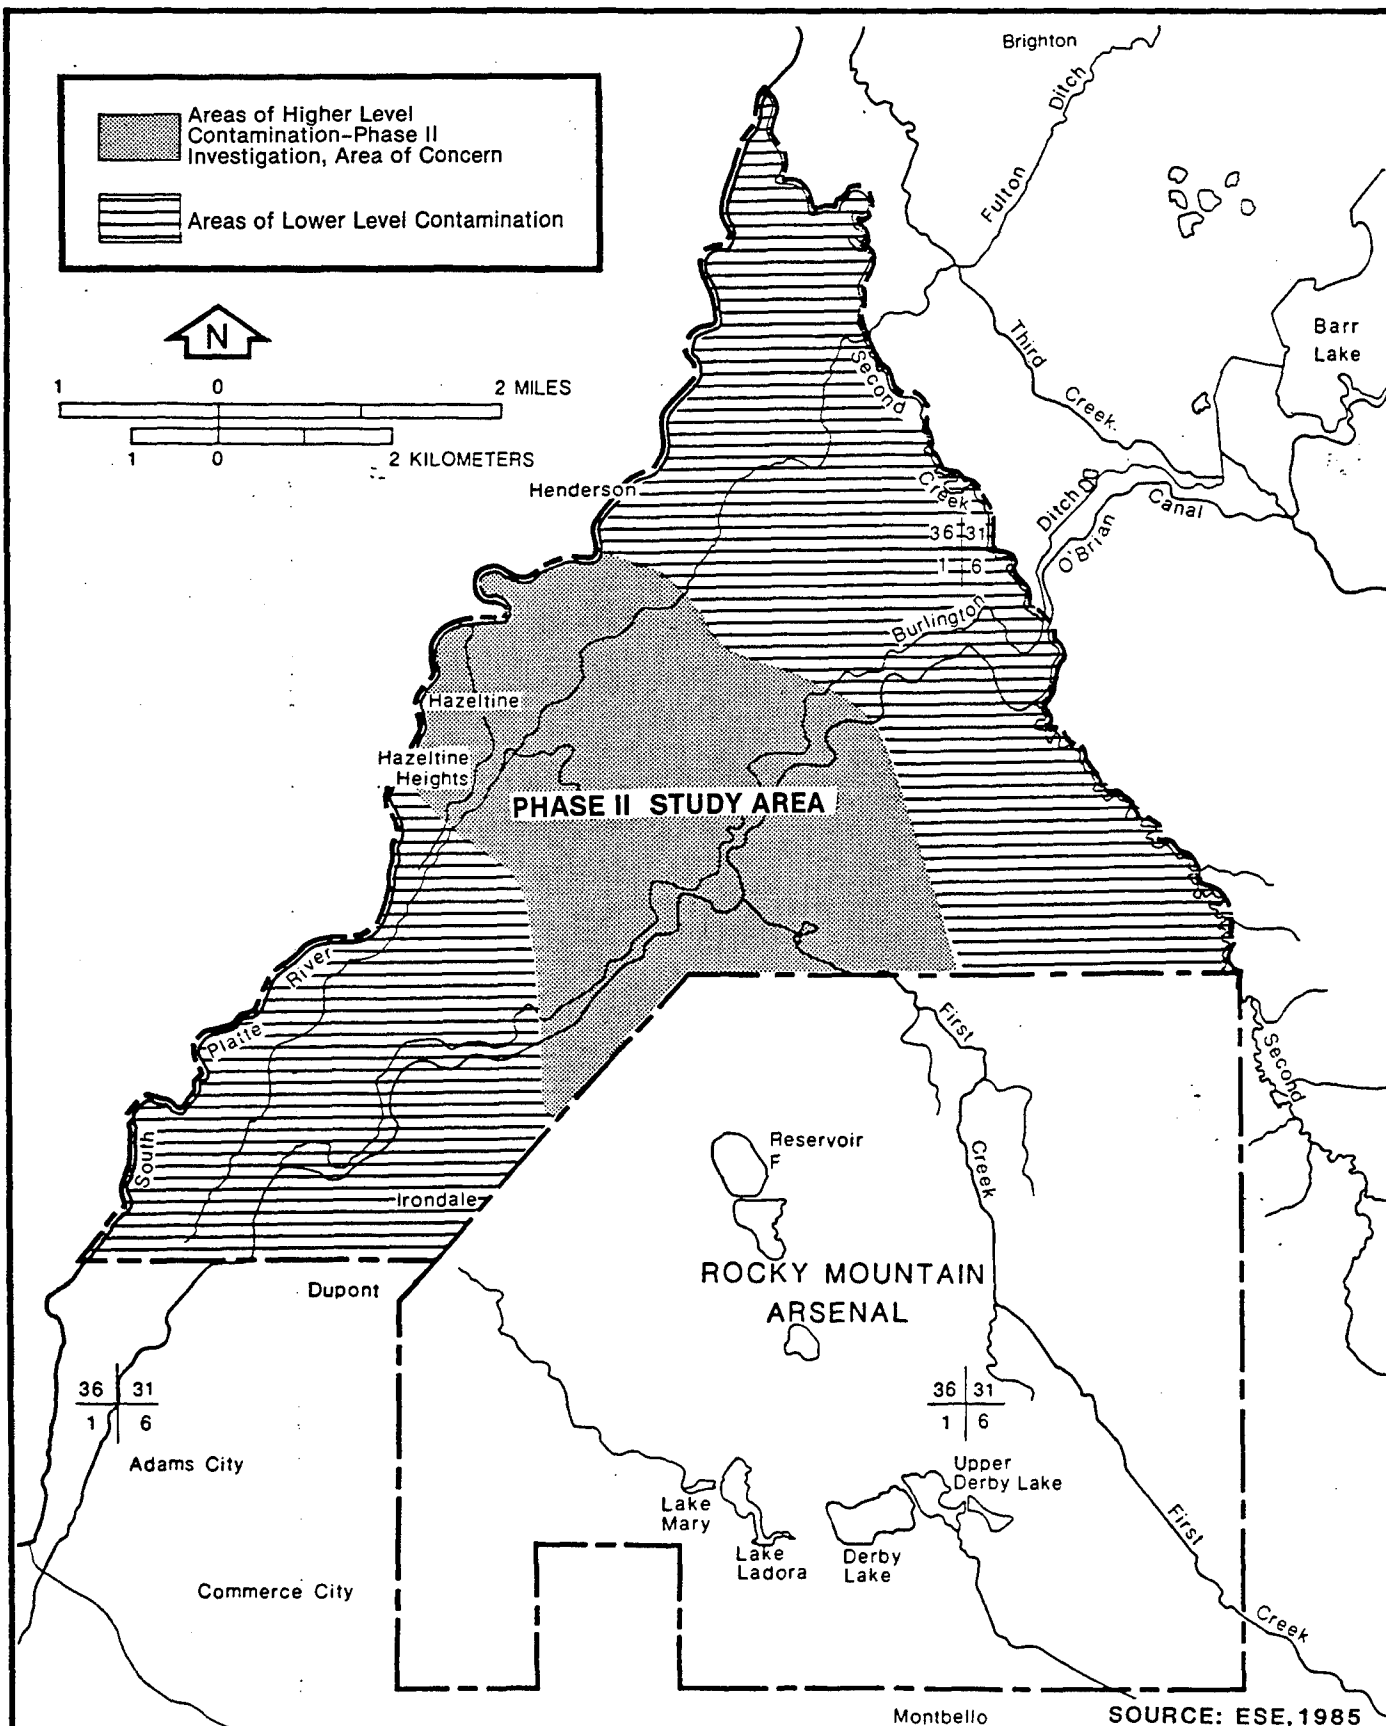 Brighton
Areas of Higher Level
Contamination-Phase II
Investigation, Area of Concern
Areas of Lower Level Contamination
Ditch
Fulton
N
1 0 2 MILES
1 0 2 KILOMETERS
Third
Creek.
Barr
Lake
Second
Creek
Henderson
36 31
1 6
Ditch
O'Brian
Canal
Burlington
Hazeltine
Hazeltine
Heights
PHASE II STUDY AREA
River
Platte
South
First
Creek
Second
Reservoir
F
Irondale
ROCKY MOUNTAIN
ARSENAL
Dupont
36 31
1 6
36 31
1 6
Adams City
Upper
Derby Lake
Lake
Mary
Lake
Ladora
Derby
Lake
First
Creek
Commerce City
Montbello
SOURCE: ESE, 1985